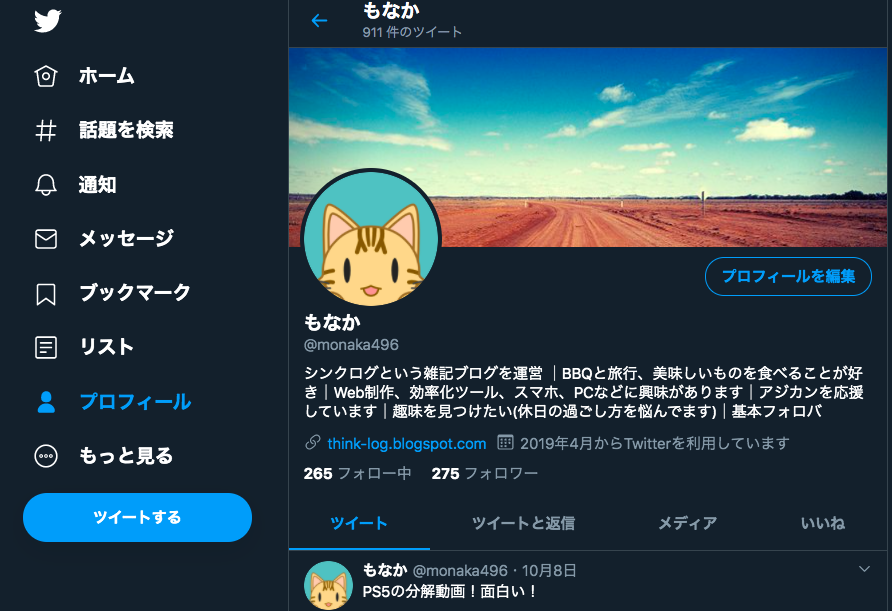 もなか
911 件のツイート
ホーム
話題を検索
通知
メッセージ
ブックマーク
リスト
プロフィール
もっと見る
ツイートする
プロフィールを編集
もなか
@monaka496
シンクログという雑記ブログを運営 ｜BBQと旅行、美味しいものを食べることが好
き｜Web制作、効率化ツール、スマホ、PCなどに興味があります｜アジカンを応援
しています｜趣味を見つけたい(休日の過ごし方を悩んでます)｜基本フォロバ
think-log.blogspot.com 2019年4月からTwitterを利用しています
265 フォロー中 275 フォロワー
ツイート ツイートと返信 メディア いいね
もなか @monaka496 · 10月8日
PS5の分解動画！面白い！